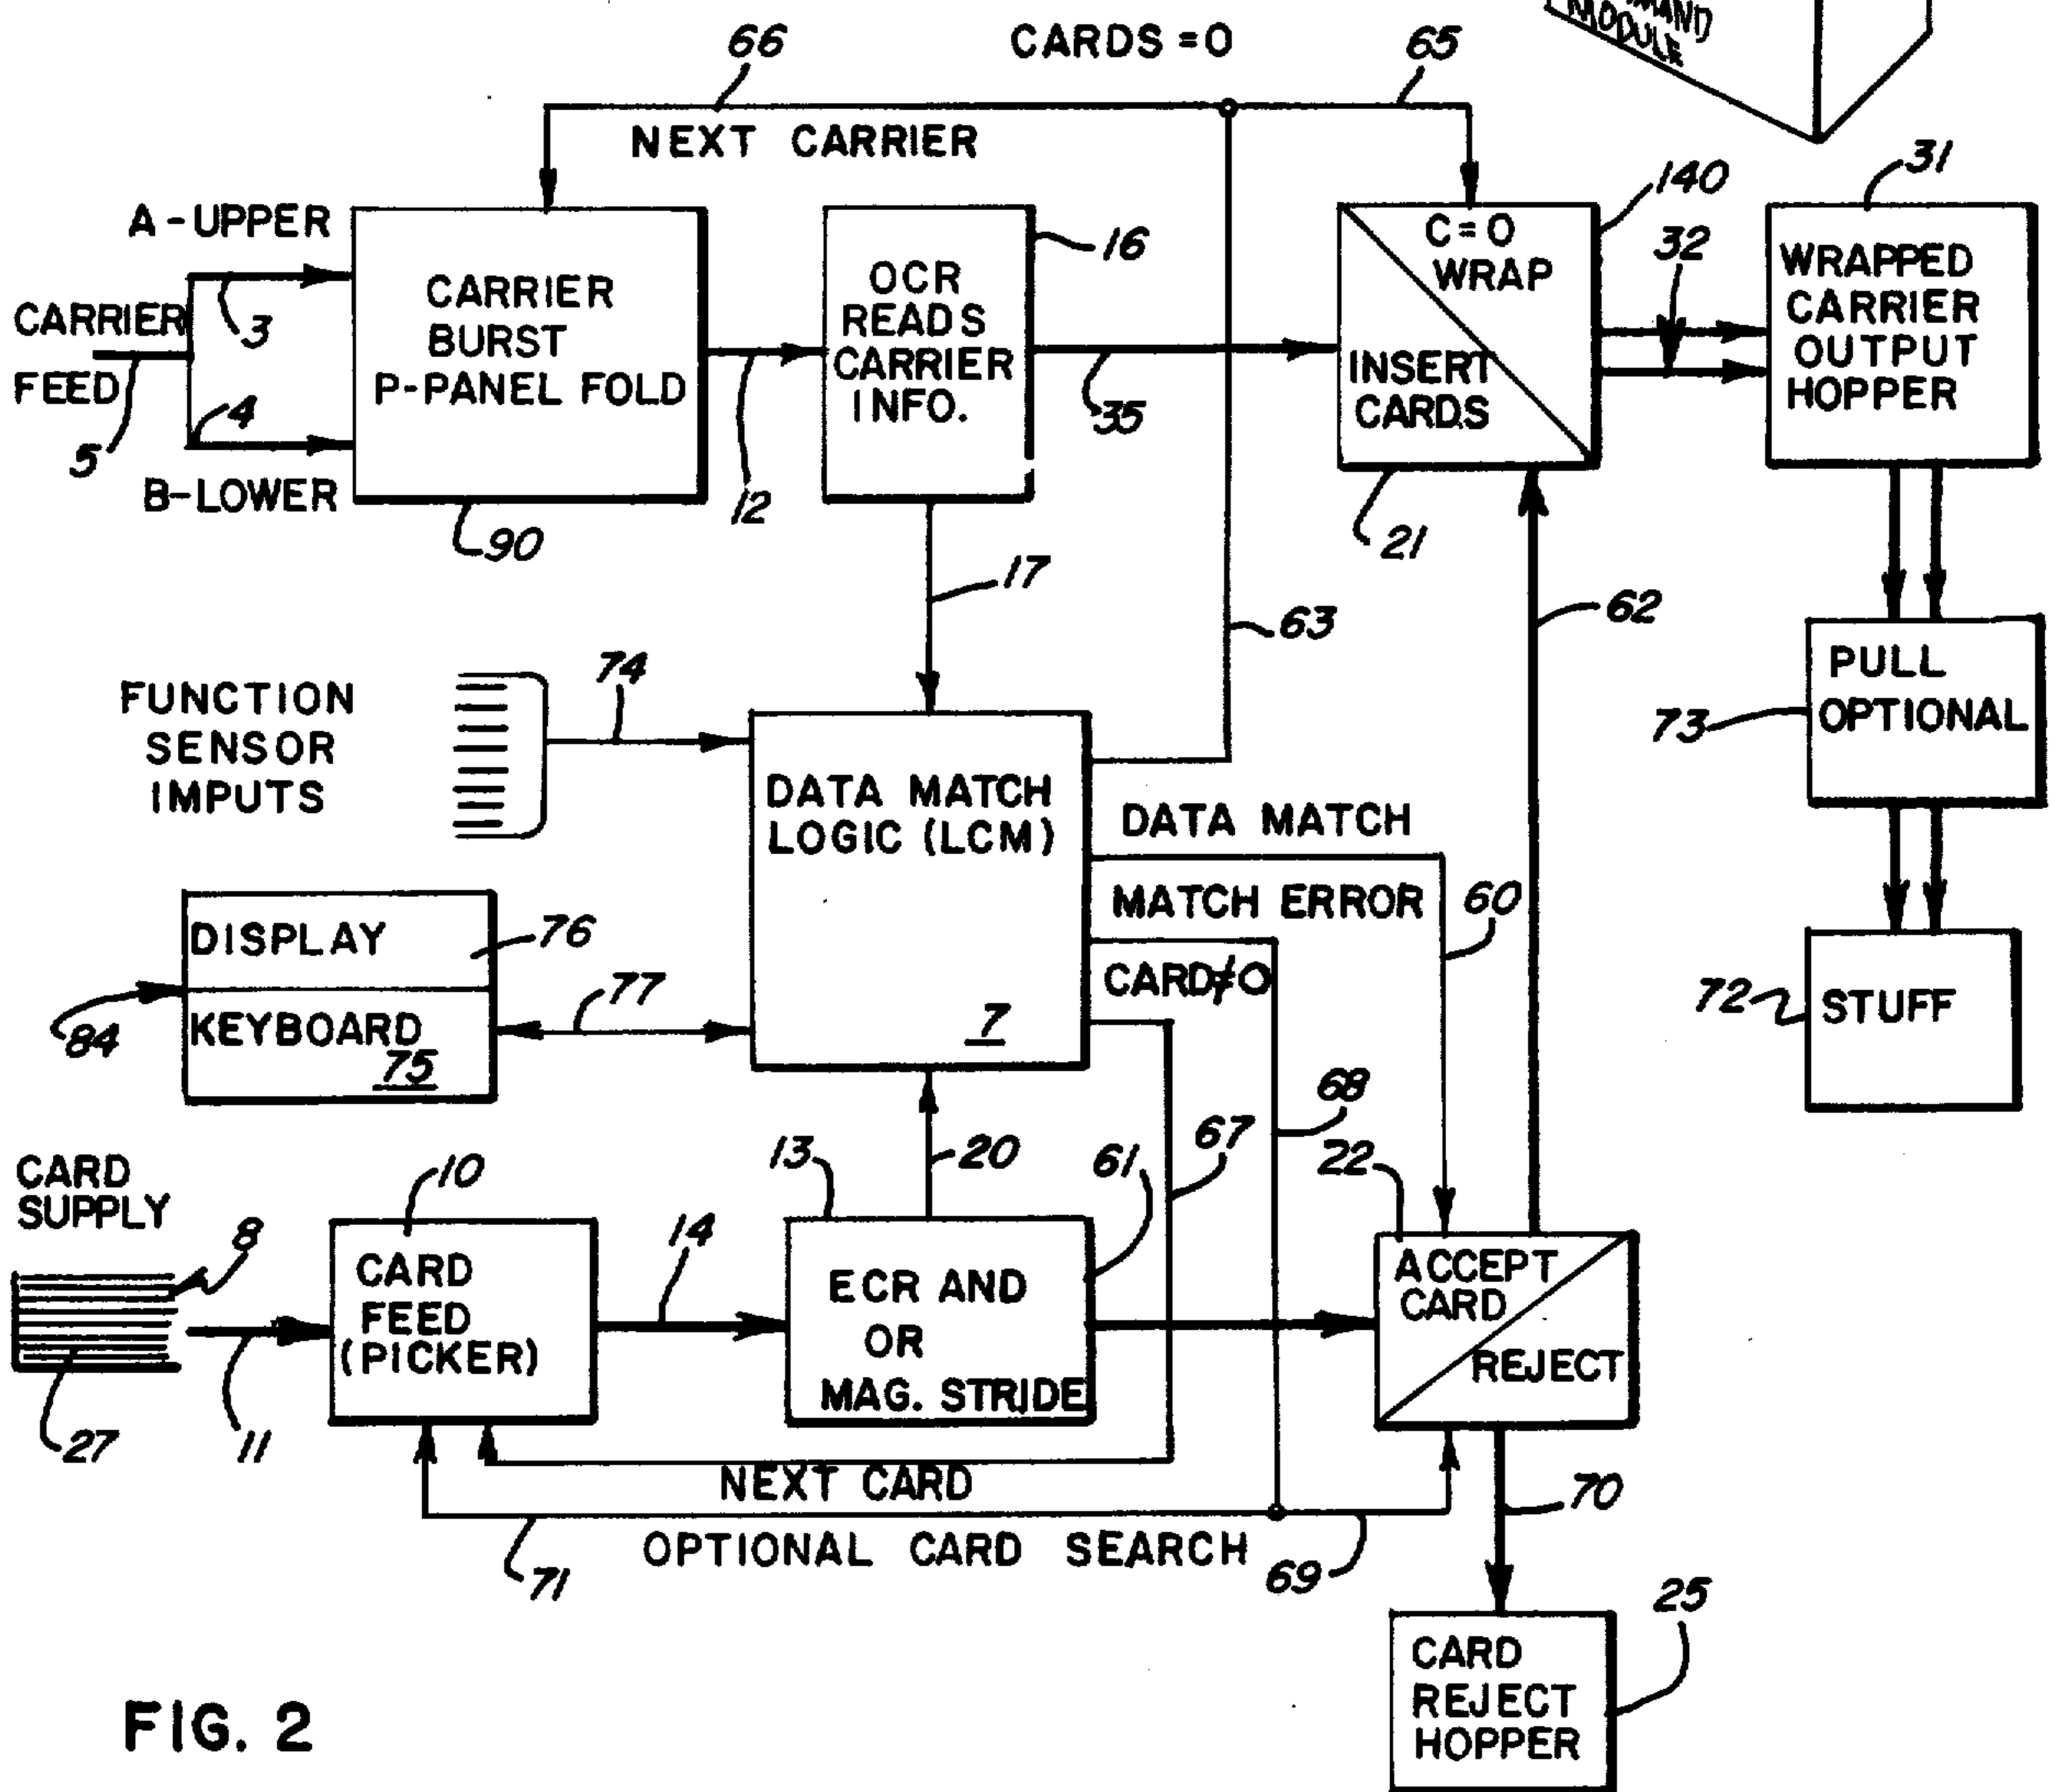 MAND
MODULE
66
CARDS =0
65
NEXT CARRIER
A-UPPER
CARRIER
FEED
3
4
5
B-LOWER
CARRIER
BURST
P-PANEL FOLD
90
12
OCR
READS
CARRIER
INFO.
16
35
17
C=0
WRAP
INSERT
CARDS
140
21
32
31
WRAPPED
CARRIER
OUTPUT
HOPPER
63
62
PULL
OPTIONAL
73
STUFF
72
FUNCTION
SENSOR
IMPUTS
74
DATA MATCH
LOGIC (LCM)
7
DATA MATCH
MATCH ERROR
60
CARD≠0
DISPLAY
76
KEYBOARD
75
77
84
68
67
22
CARD
SUPPLY
8
27
11
10
CARD
FEED
(PICKER)
14
13
20
61
ECR AND
OR
MAG. STRIDE
ACCEPT
CARD
REJECT
NEXT CARD
OPTIONAL CARD SEARCH
71
69
70
25
CARD
REJECT
HOPPER
FIG. 2